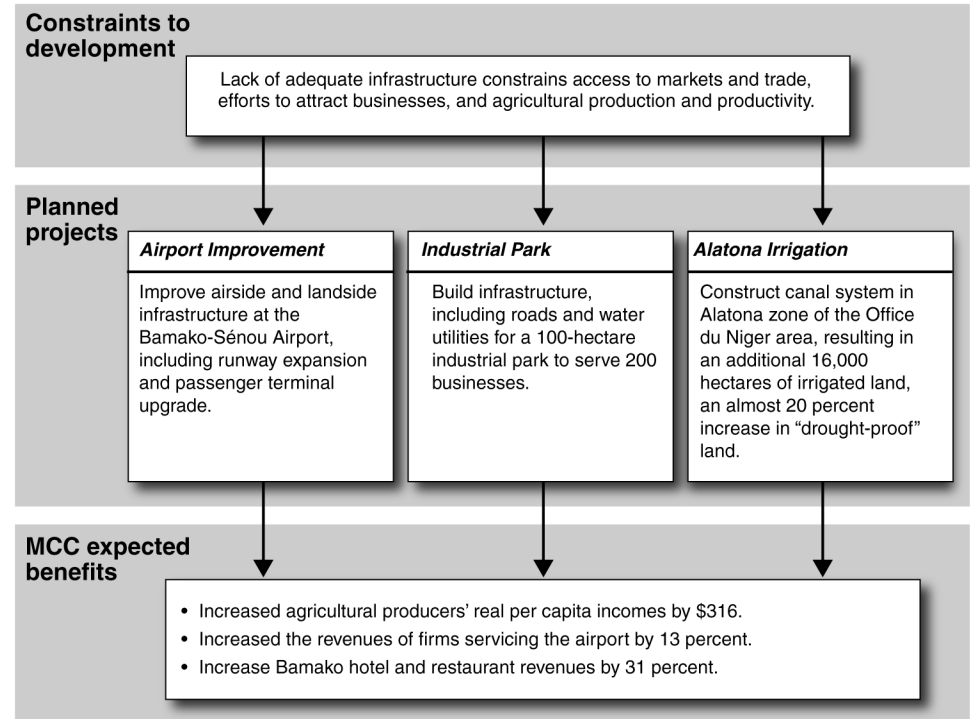 Constraints to
development
Lack of adequate infrastructure constrains access to markets and trade,
efforts to attract businesses, and agricultural production and productivity.
Planned
projects
Airport Improvement
Improve airside and landside
infrastructure at the
Bamako-Sénou Airport,
including runway expansion
and passenger terminal
upgrade.
Industrial Park
Build infrastructure,
including roads and water
utilities for a 100-hectare
industrial park to serve 200
businesses.
Alatona Irrigation
Construct canal system in
Alatona zone of the Office
du Niger area, resulting in
an additional 16,000
hectares of irrigated land,
an almost 20 percent
increase in “drought-proof”
land.
MCC expected
benefits
• Increased agricultural producers’ real per capita incomes by $316.
• Increased the revenues of firms servicing the airport by 13 percent.
• Increase Bamako hotel and restaurant revenues by 31 percent.